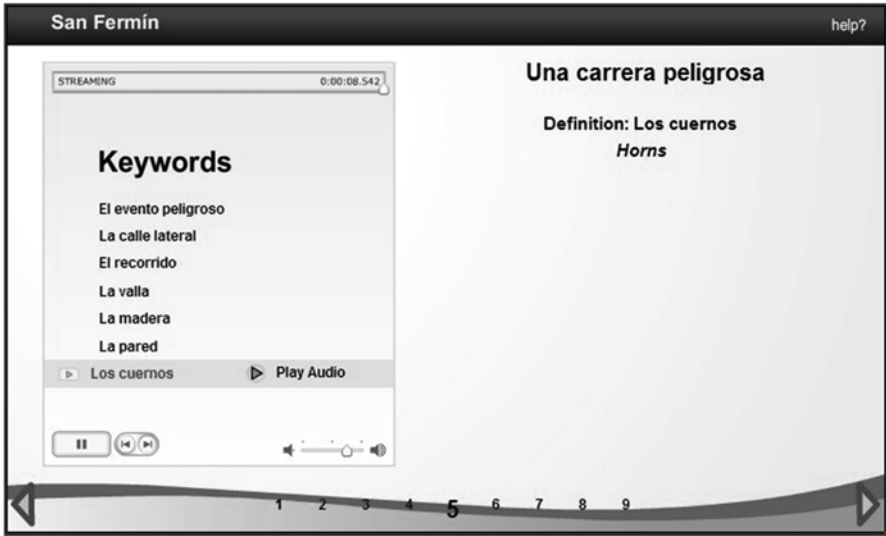 San Fermín
help?
STREAMING 0:00:08.542
Keywords
El evento peligroso
La calle lateral
El recorrido
La valla
La madera
La pared
Los cuernos Play Audio
Una carrera peligrosa
Definition: Los cuernos
Horns
1 2 3 4 5 6 7 8 9